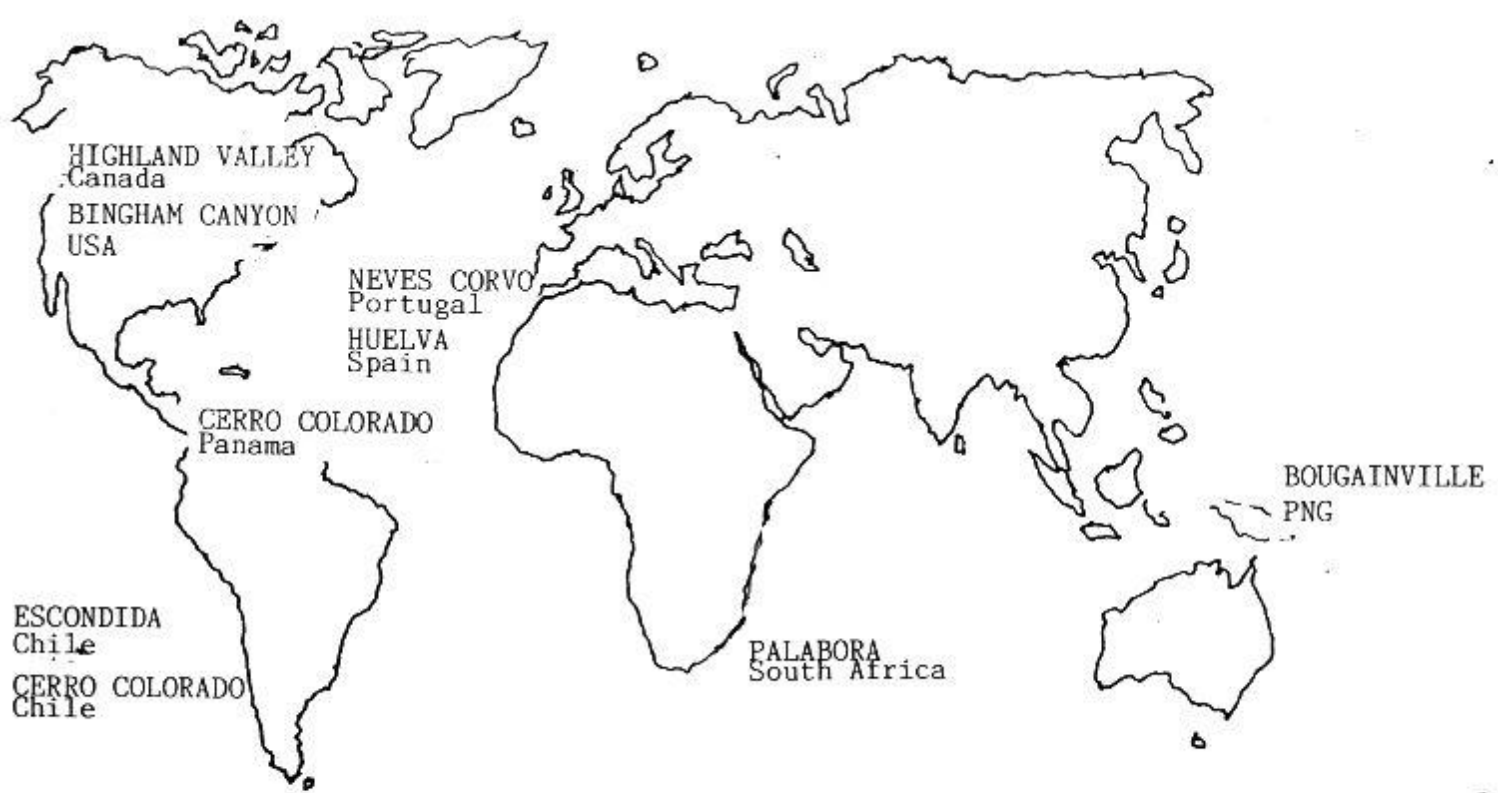 HIGHLAND VALLEY
Canada
BINGHAM CANYON
USA
NEVES CORVO
Portugal
HUELVA
Spain
CERRO COLORADO
Panama
BOUGAINVILLE
PNG
ESCONDIDA
Chile
CERRO COLORADO
Chile
PALABORA
South Africa